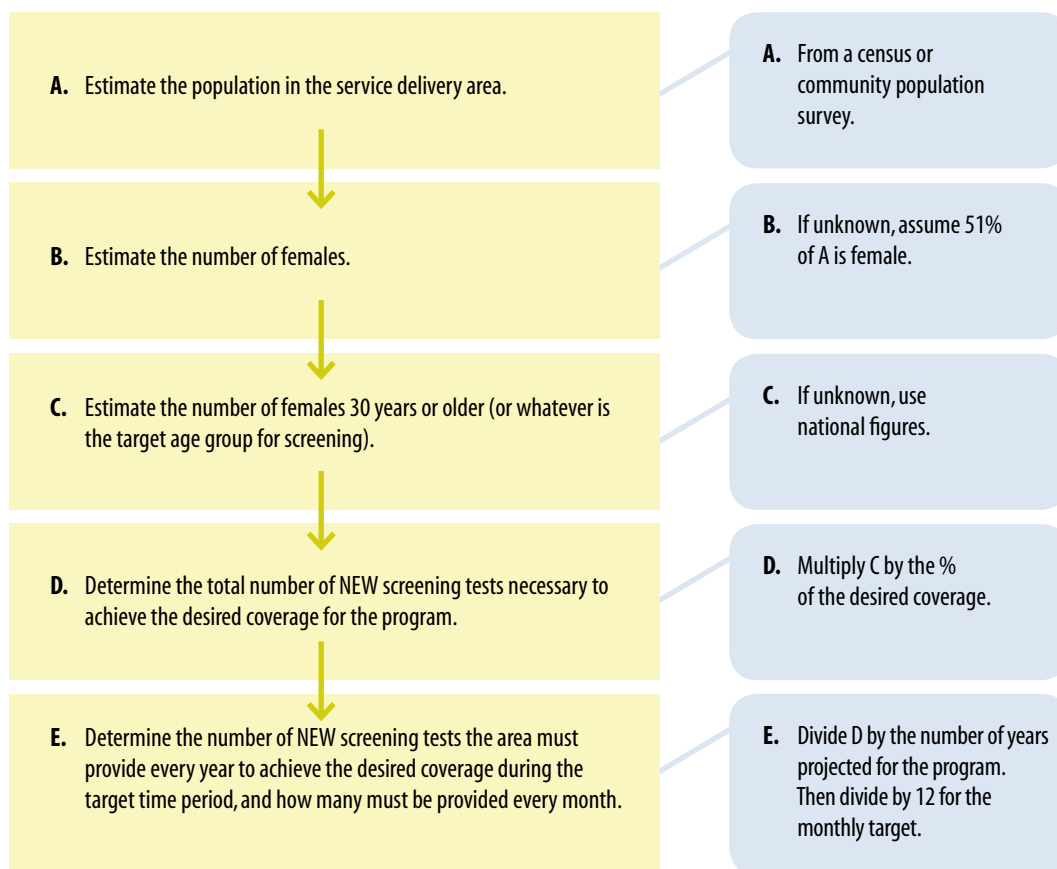 A. Estimate the population in the service delivery area.
A. From a census or
community population
survey.
B. Estimate the number of females.
B. If unknown, assume 51%
of A is female.
C. Estimate the number of females 30 years or older (or whatever is
the target age group for screening).
C. If unknown, use
national figures.
D. Determine the total number of NEW screening tests necessary to
achieve the desired coverage for the program.
D. Multiply C by the %
of the desired coverage.
E. Determine the number of NEW screening tests the area must
provide every year to achieve the desired coverage during the
target time period, and how many must be provided every month.
E. Divide D by the number of years
projected for the program.
Then divide by 12 for the
monthly target.